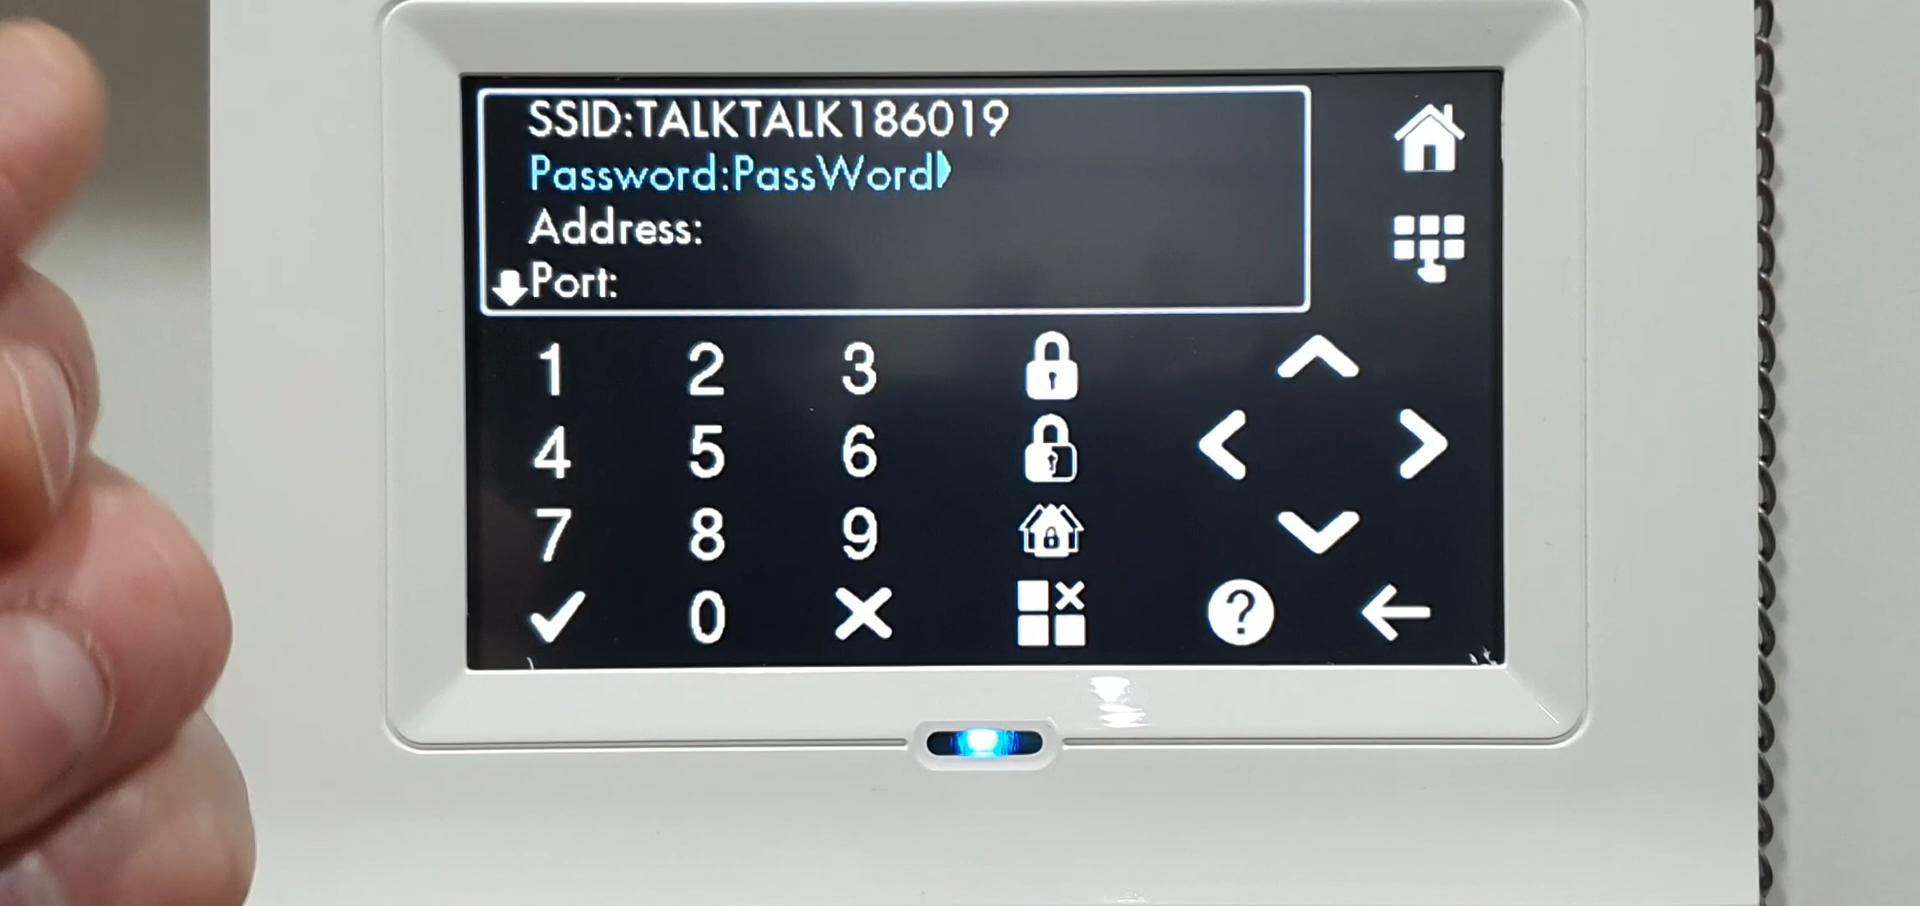 SSID:TALKTALK186019
Password:PassWord
Address:
Port:
1 2 3
4 5 6
7 8 9
0
?